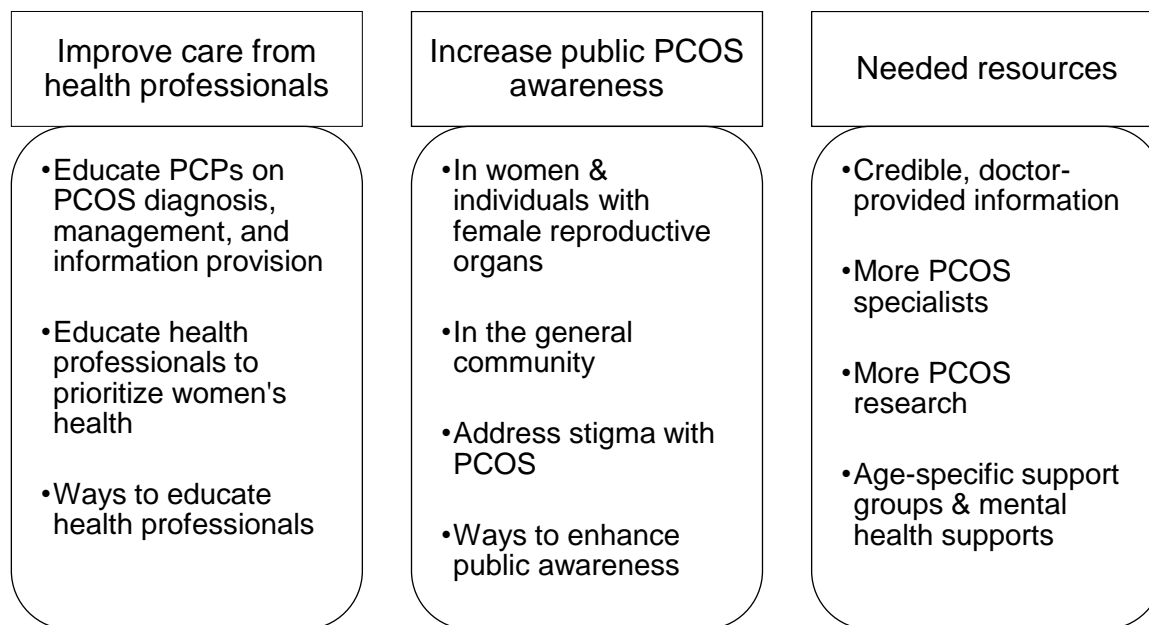 Improve care from
health professionals
•Educate PCPs on
PCOS diagnosis,
management, and
information provision
•Educate health
professionals to
prioritize women's
health
•Ways to educate
health professionals
Increase public PCOS
awareness
•In women &
individuals with
female reproductive
organs
•In the general
community
•Address stigma with
PCOS
•Ways to enhance
public awareness
Needed resources
•Credible, doctor-
provided information
•More PCOS
specialists
•More PCOS
research
•Age-specific support
groups & mental
health supports